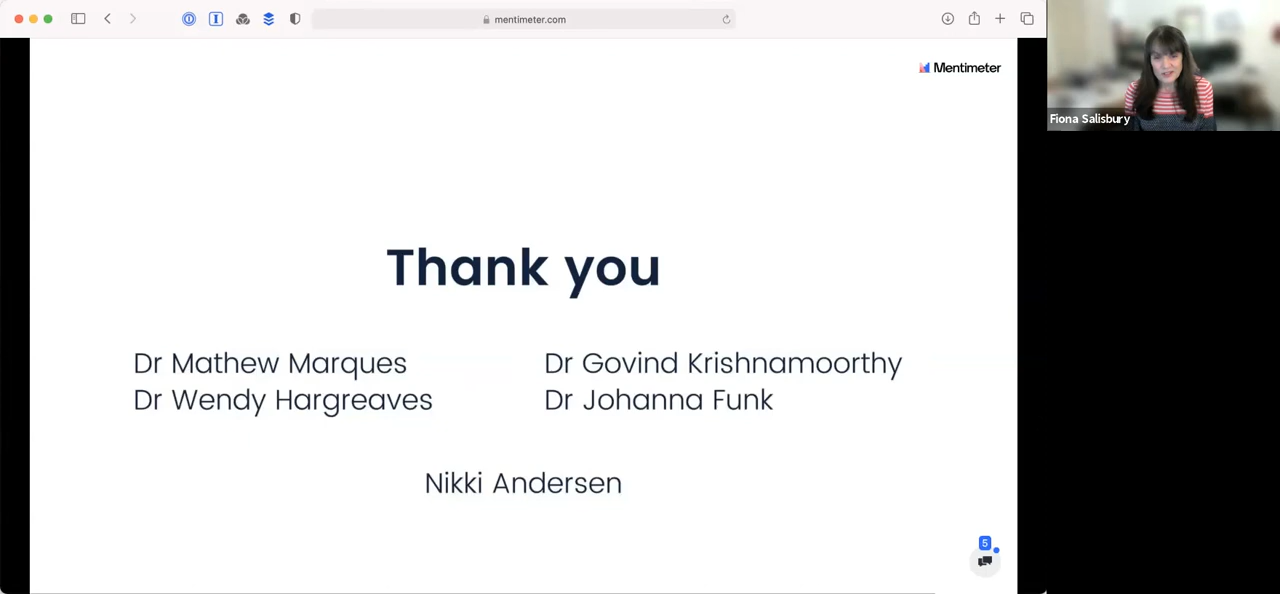 mentimeter.com
Mentimeter
Fiona Salisbury
Thank you
Dr Mathew Marques
Dr Govind Krishnamoorthy
Dr Wendy Hargreaves
Dr Johanna Funk
Nikki Andersen
5